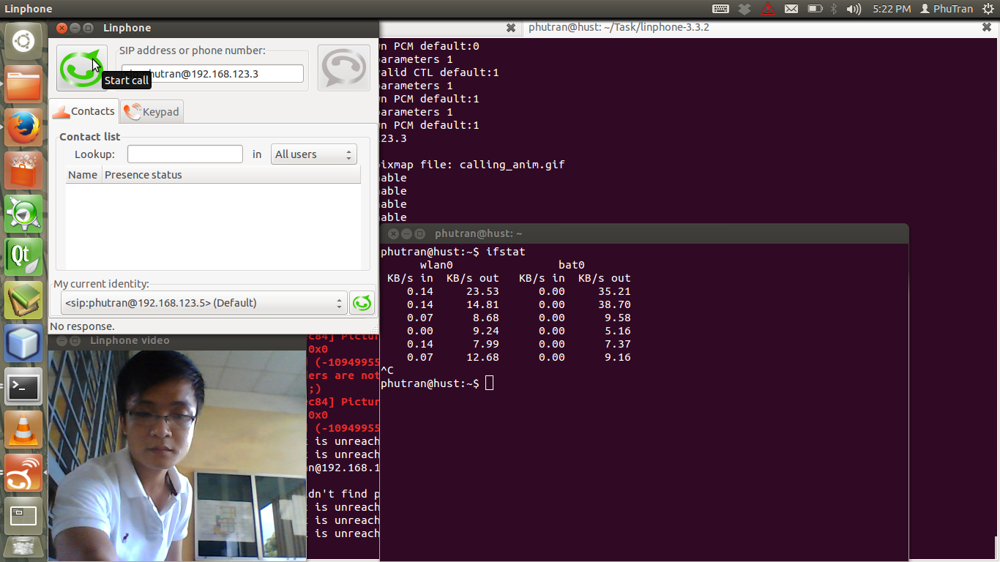 Linphone
5:22 PM PhuTran
Linphone
phutran@hust: ~/Task/linphone-3.3.2
SIP address or phone number:
hutran@192.168.123.3
Start call
Contacts
Keypad
Contact list
Lookup:
in
All users
Name Presence status
My current identity:
<sip:phutran@192.168.123.5> (Default)
No response.
Linphone video
n PCM default:0
arameters 1
valid CTL default:1
arameters 1
n PCM default:1
arameters 1
n PCM default:1
23.3
pixmap file: calling_anim.gif
able
able
able
able
phutran@hust: ~
phutran@hust:~$ ifstat
wlan0 bat0
KB/s in KB/s out KB/s in KB/s out
0.14 23.53 0.00 35.21
0.14 14.81 0.00 38.70
0.07 8.68 0.00 9.58
0.00 9.24 0.00 5.16
0.14 7.99 0.00 7.37
0.07 12.68 0.00 9.16
^C
phutran@hust:~$
c84] Pictur
0x0
(-10949955
ers are not
;)
c84] Pictur
0x0
(-10949955
is unreach
is unreach
n@192.168.1
dn't find p
is unreach
is unreach
is unreach
Qt